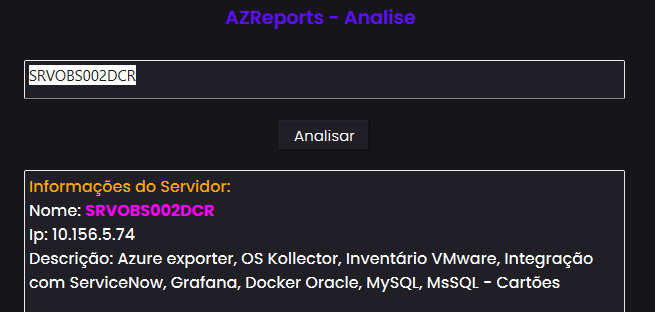 AZReports - Analise
SRVOBS002DCR
Analisar
Informações do Servidor:
Nome: SRVOBS002DCR
Ip: 10.156.5.74
Descrição: Azure exporter, OS Kollector, Inventário VMware, Integração
com ServiceNow, Grafana, Docker Oracle, MySQL, MsSQL - Cartões